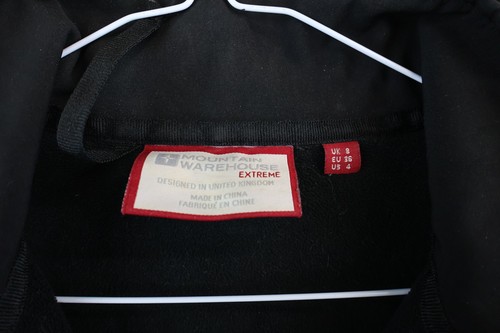 MOUNTAIN
WAREHOUSE
EXTREME
DESIGNED IN UNITED KINGDOM
MADE IN CHINA
FABRIQUÉ EN CHINE
UK 8
EU 36
US 4